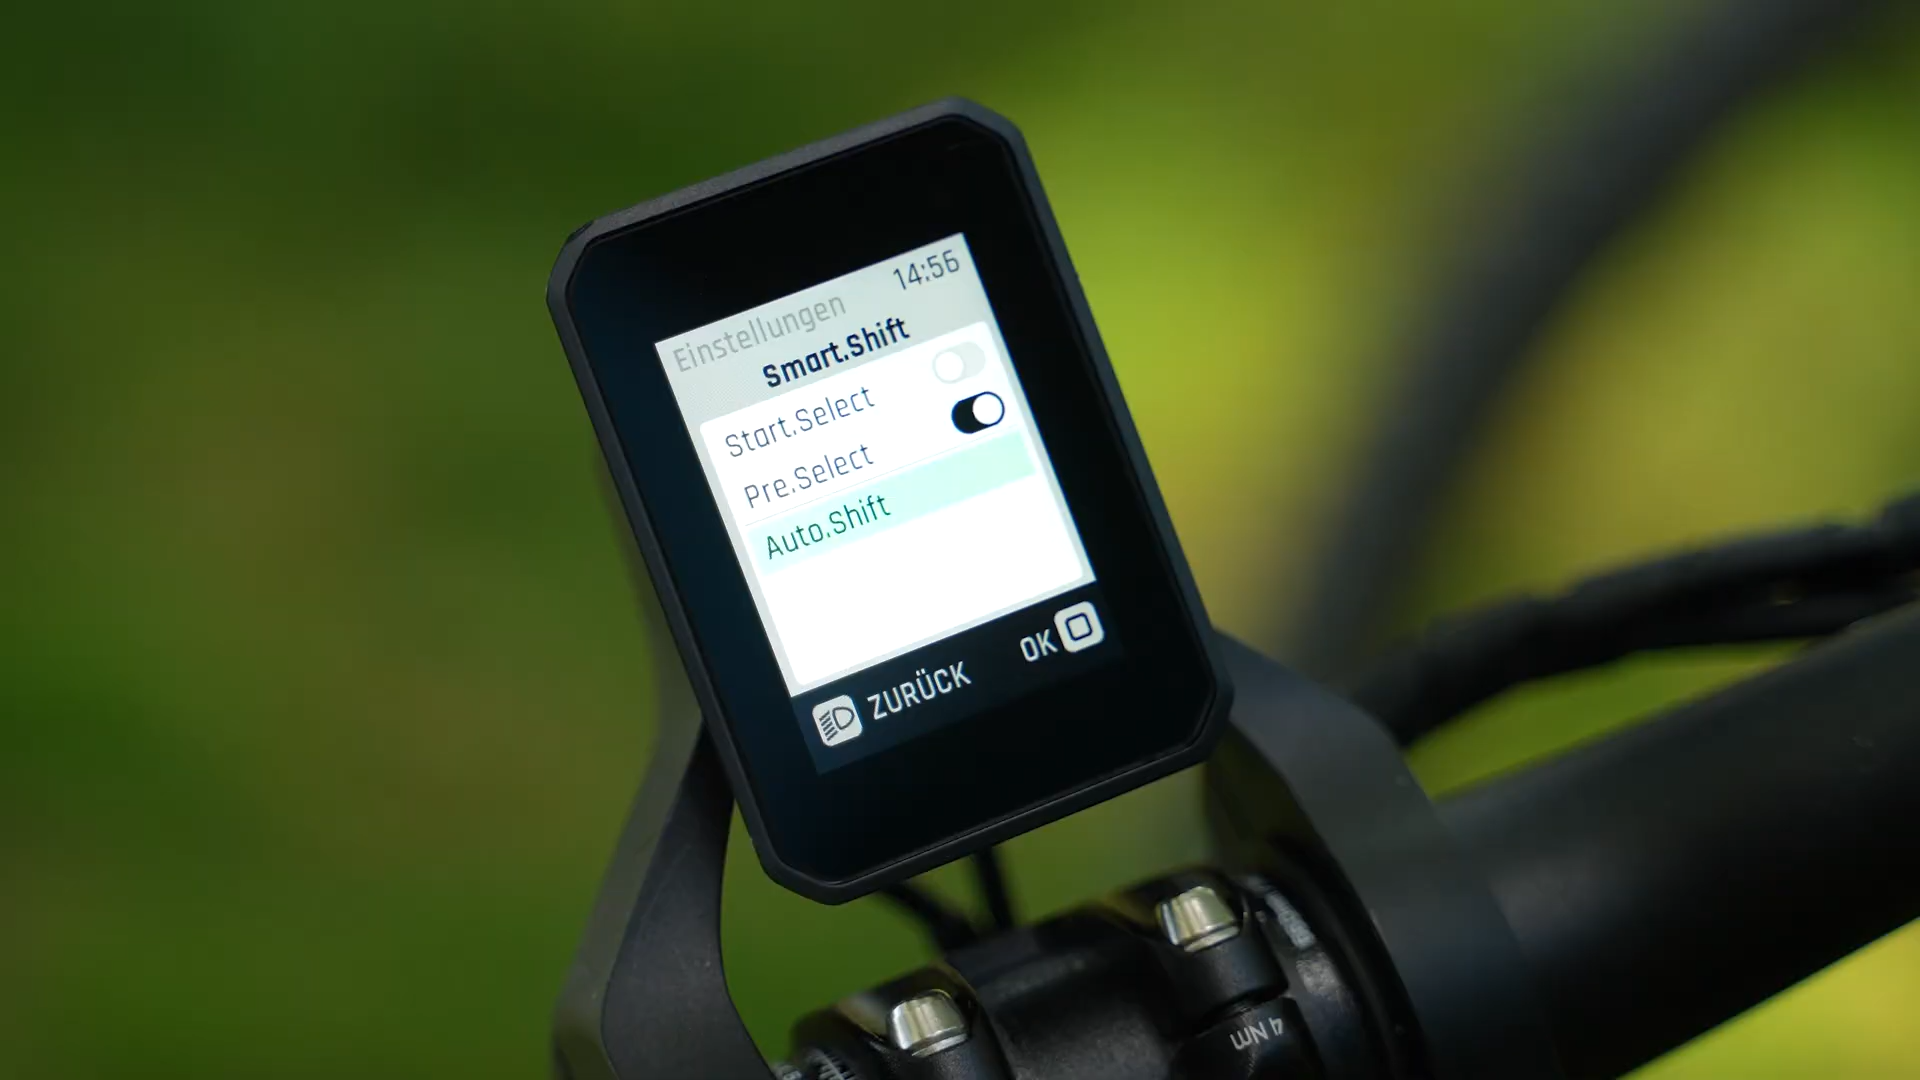 14:56
Einstellungen
Smart.Shift
Start.Select
Pre.Select
Auto.Shift
ZURÜCK
OK
4 Nm